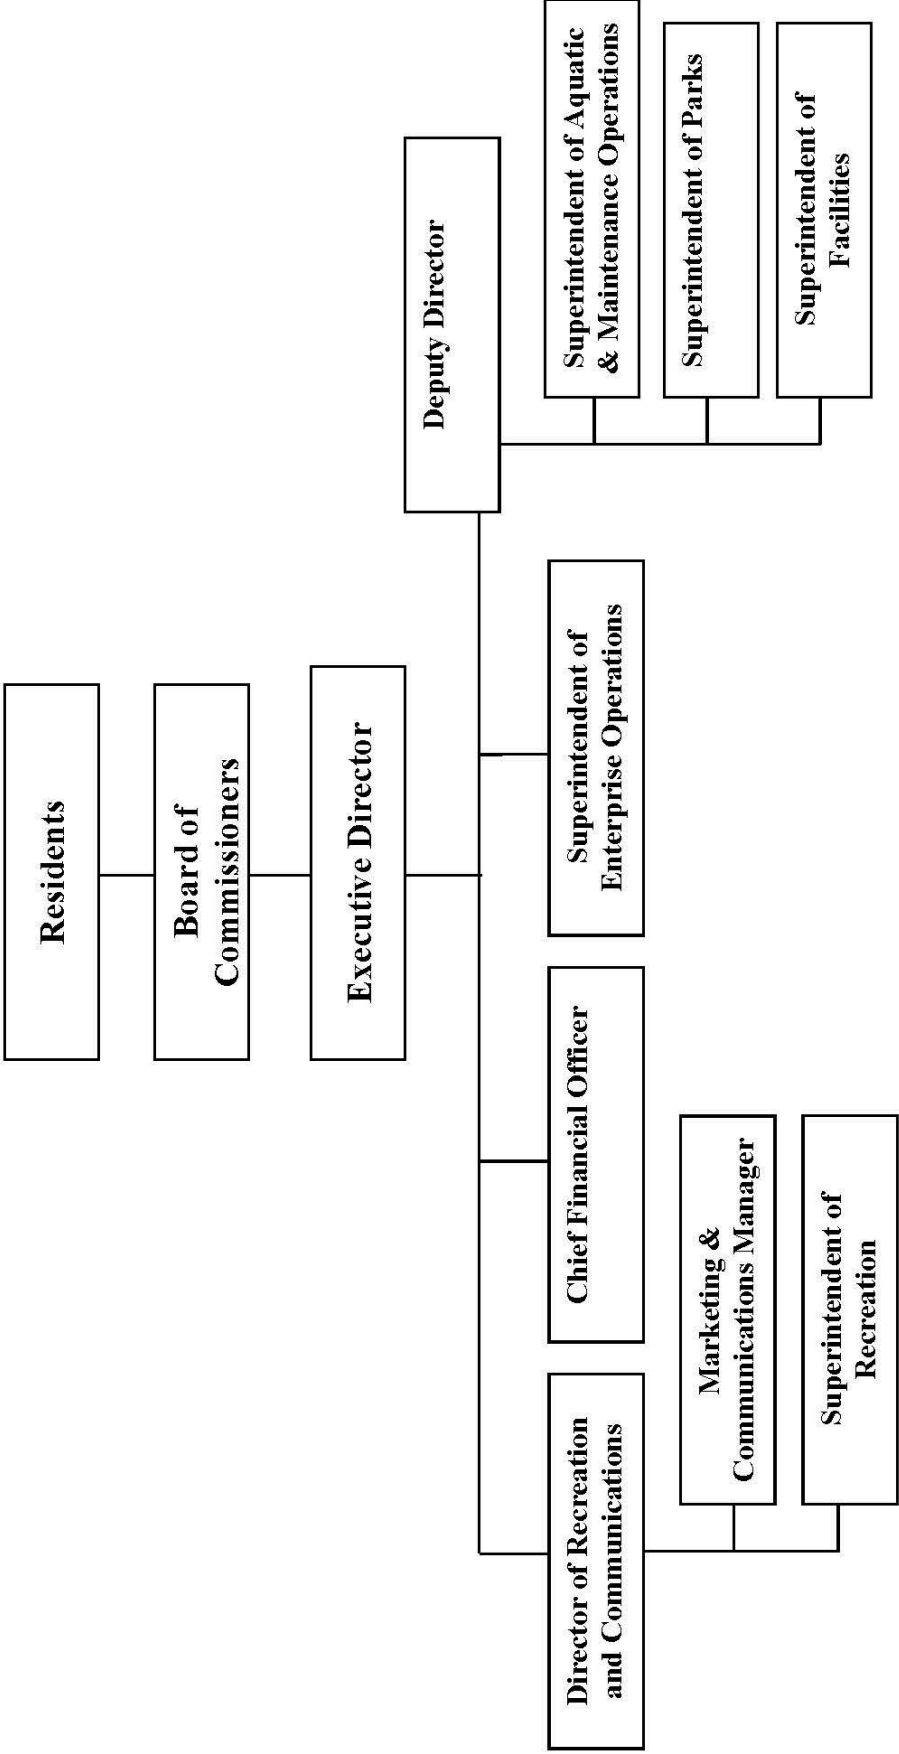 Residents
Board of
Commissioners
Executive Director
Deputy Director
Director of Recreation
and Communications
Chief Financial Officer
Superintendent of
Enterprise Operations
Superintendent of Aquatic
& Maintenance Operations
Superintendent of Parks
Superintendent of
Facilities
Marketing &
Communications Manager
Superintendent of
Recreation